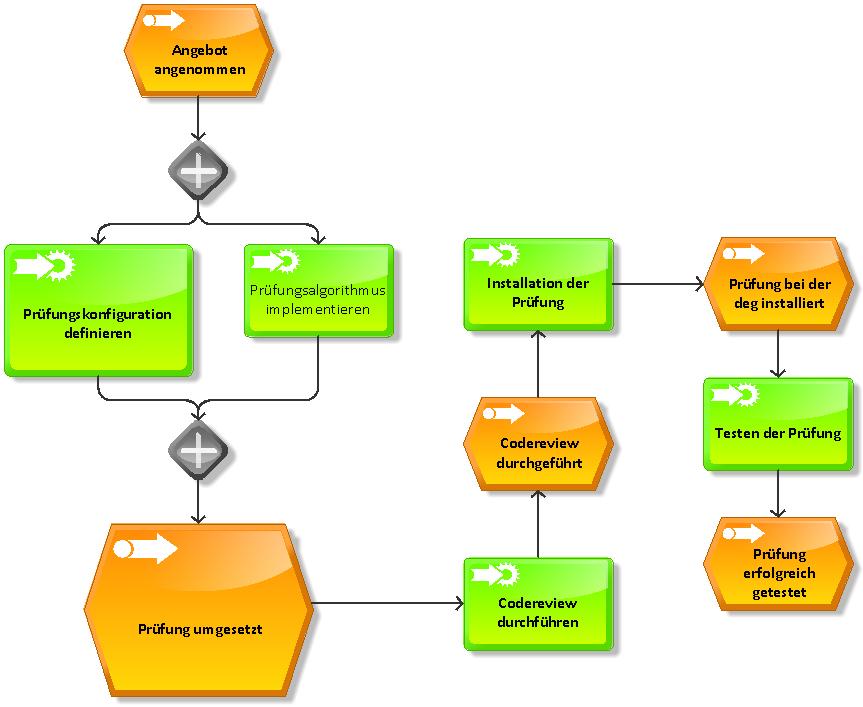 Angebot
angenommen
Prüfungskonfiguration
definieren
Prüfungsalgorithmus
implementieren
Prüfung umgesetzt
Codereview
durchführen
Codereview
durchgeführt
Installation der
Prüfung
Prüfung bei der
deg installiert
Testen der Prüfung
Prüfung
erfolgreich
getestet